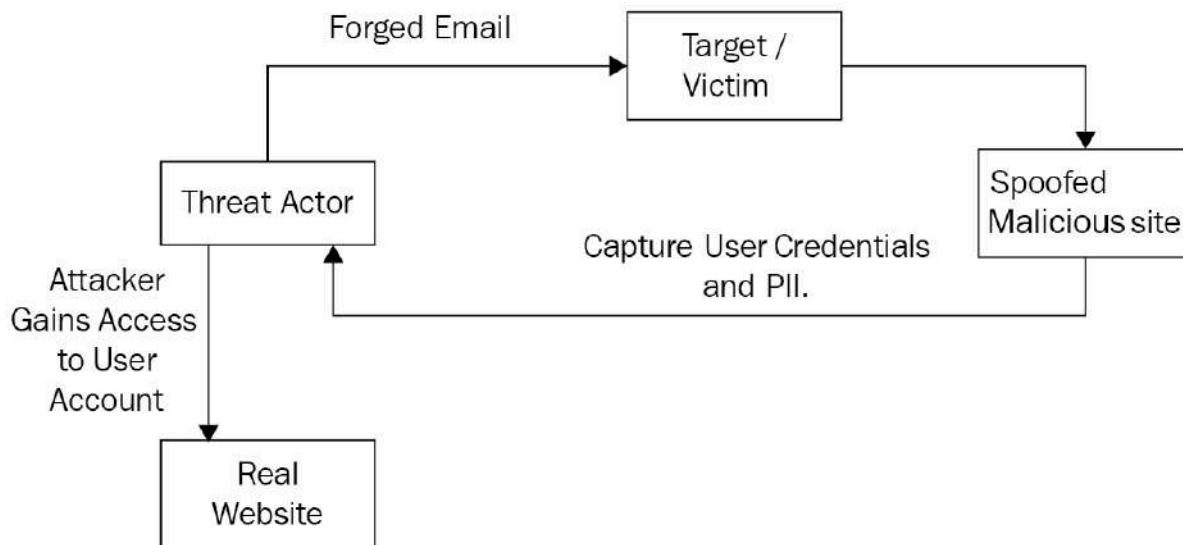 Forged Email
Target /
Victim
Threat Actor
Spoofed
Malicious site
Capture User Credentials
and PII.
Attacker
Gains Access
to User
Account
Real
Website